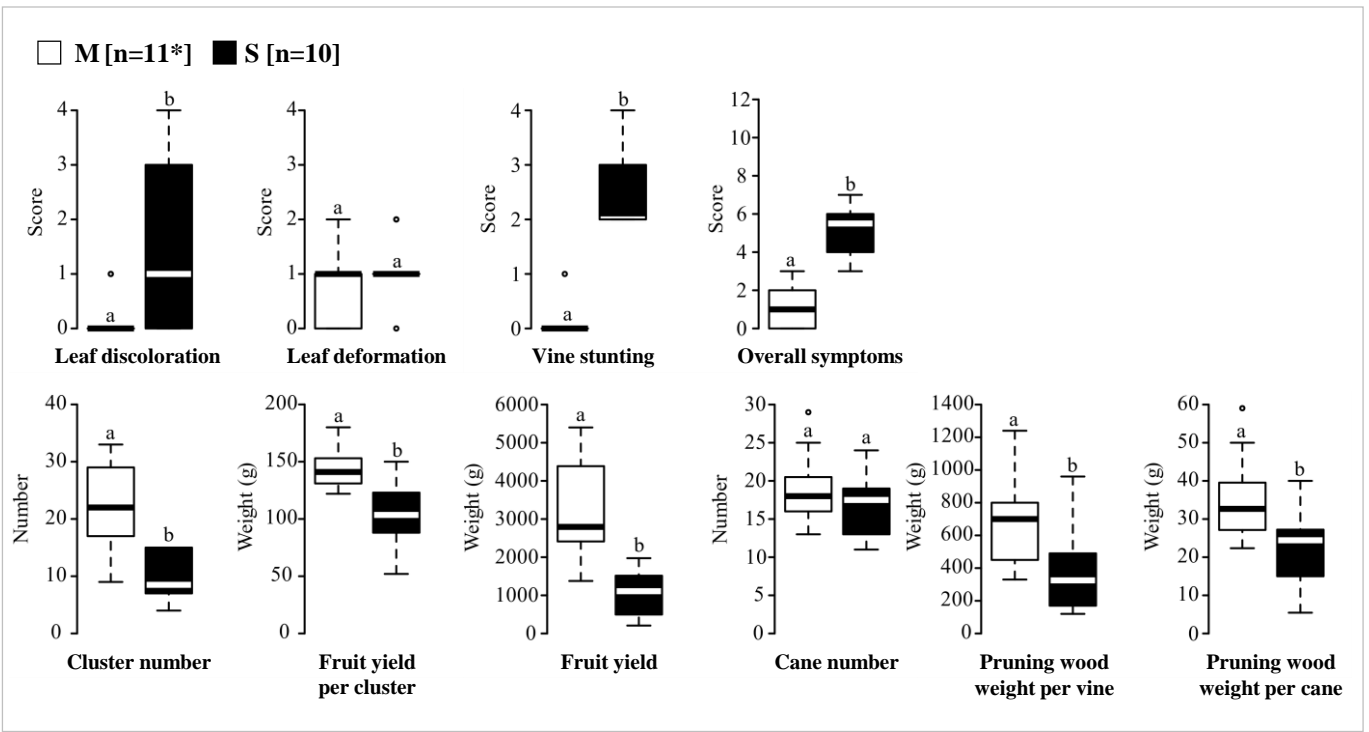 M [n=11*] S [n=10]
4
3
2
1
0
Score
a
b
Leaf discoloration
4
3
2
1
0
Score
a
a
Leaf deformation
4
3
2
1
0
Score
a
b
Vine stunting
12
10
8
6
4
2
0
Score
a
b
Overall symptoms
40
30
20
10
0
Number
a
b
Cluster number
200
150
100
50
0
Weight (g)
a
b
Fruit yield
per cluster
6000
5000
4000
3000
2000
1000
0
Weight (g)
a
b
Fruit yield
30
25
20
15
10
5
0
Number
a
a
Cane number
1400
1200
1000
800
600
400
200
0
Weight (g)
a
b
Pruning wood
weight per vine
60
50
40
30
20
10
0
Weight (g)
a
b
Pruning wood
weight per cane